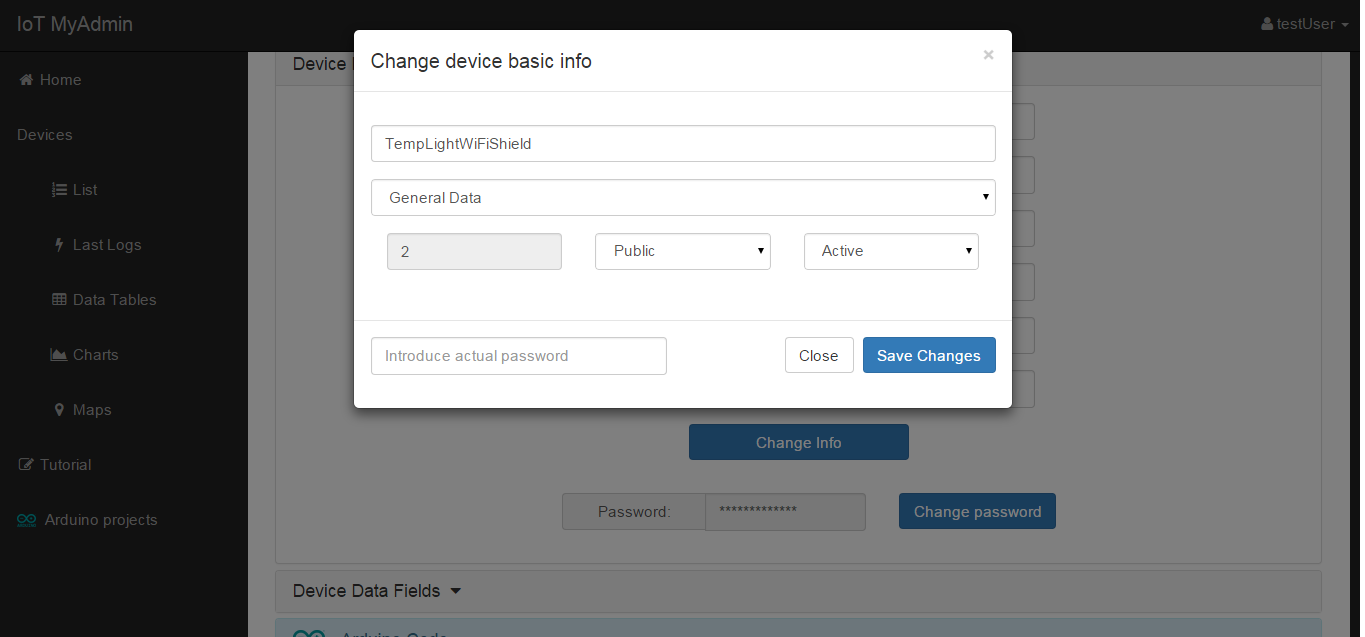 IoT MyAdmin
testUser
Home
Devices
List
Last Logs
Data Tables
Charts
Maps
Tutorial
Arduino projects
Device
Change device basic info
×
TempLightWiFiShield
General Data
2 Public Active
Introduce actual password Close Save Changes
Change Info
Password: ************* Change password
Device Data Fields
Arduino Code